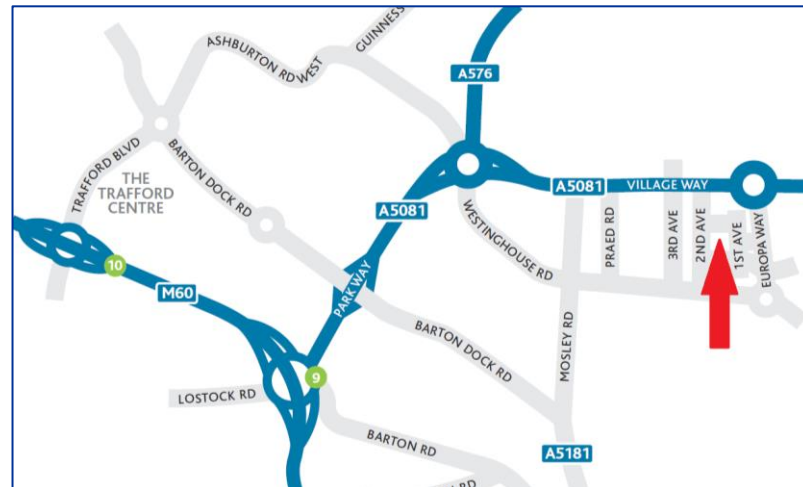 ASHBURTON RD WEST
GUINNESS
A576
TRAFFORD BLVD
THE
TRAFFORD
CENTRE
BARTON DOCK RD
A5081
A5081
VILLAGE WAY
WESTINGHOUSE RD
PRAED RD
3RD AVE
2ND AVE
1ST AVE
EUROPA WAY
10
M60
PARK WAY
BARTON DOCK RD
MOSLEY RD
9
LOSTOCK RD
BARTON RD
A5181
RD